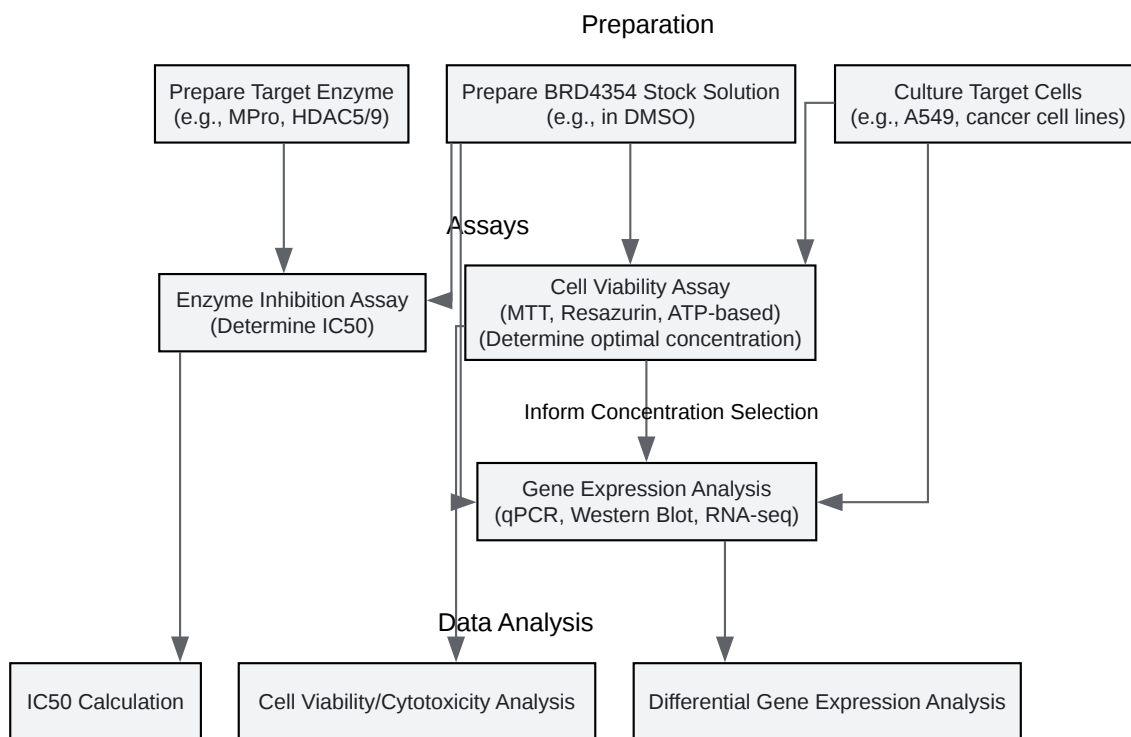 Preparation
Prepare Target Enzyme
(e.g., MPro, HDAC5/9)
Prepare BRD4354 Stock Solution
(e.g., in DMSO)
Culture Target Cells
(e.g., A549, cancer cell lines)
Assays
Enzyme Inhibition Assay
(Determine IC50)
Cell Viability Assay
(MTT, Resazurin, ATP-based)
(Determine optimal concentration)
Inform Concentration Selection
Gene Expression Analysis
(qPCR, Western Blot, RNA-seq)
Data Analysis
IC50 Calculation
Cell Viability/Cytotoxicity Analysis
Differential Gene Expression Analysis